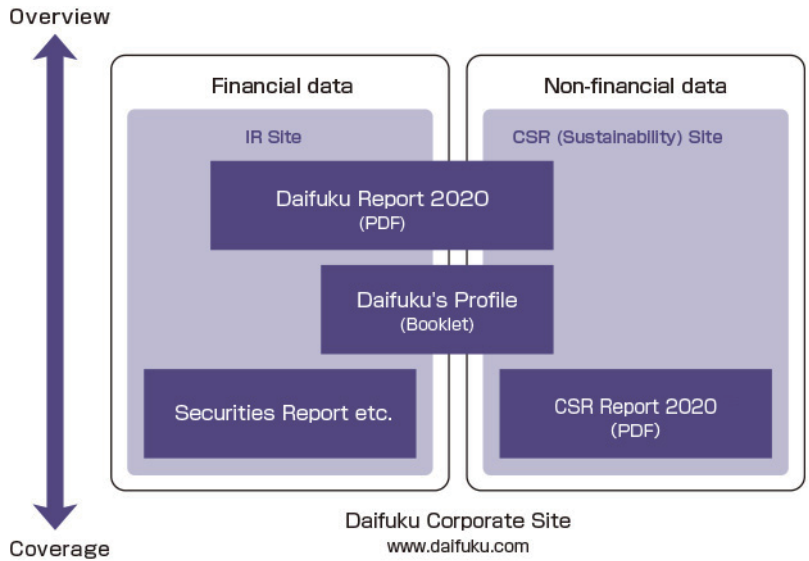 Overview
Financial data
Non-financial data
IR Site
CSR (Sustainability) Site
Daifuku Report 2020
(PDF)
Daifuku's Profile
(Booklet)
Securities Report etc.
CSR Report 2020
(PDF)
Daifuku Corporate Site
www.daifuku.com
Coverage